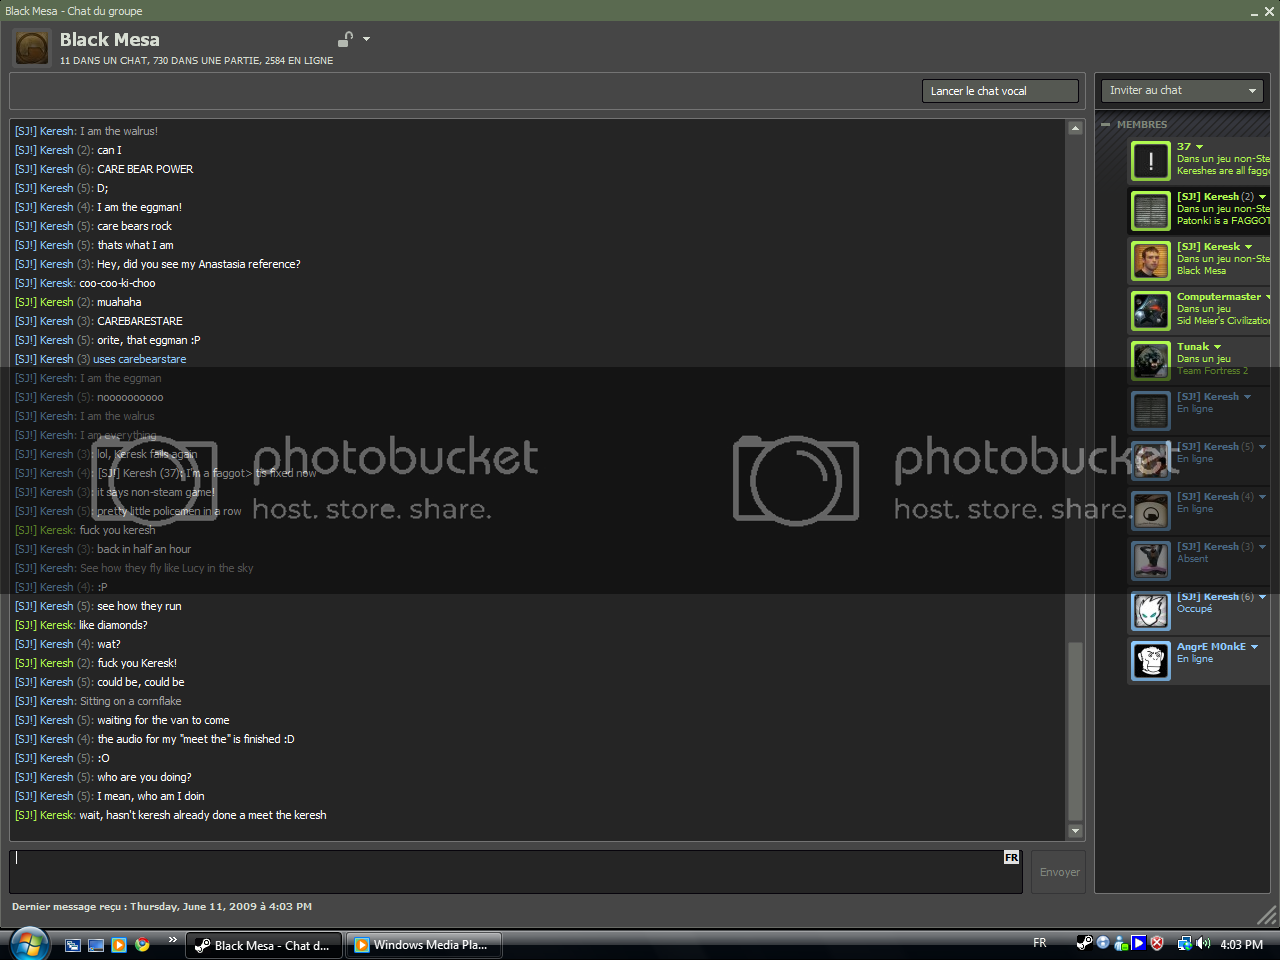 Black Mesa - Chat du groupe
Black Mesa
11 DANS UN CHAT, 730 DANS UNE PARTIE, 2584 EN LIGNE
Lancer le chat vocal
Inviter au chat
[SJ!] Keresh: I am the walrus!
[SJ!] Keresh (2): can I
[SJ!] Keresh (6): CARE BEAR POWER
[SJ!] Keresh (5): D;
[SJ!] Keresh (4): I am the eggman!
[SJ!] Keresh (5): care bears rock
[SJ!] Keresh (5): thats what I am
[SJ!] Keresh (3): Hey, did you see my Anastasia reference?
[SJ!] Keresk: coo-coo-ki-choo
[SJ!] Keresh (2): muahaha
[SJ!] Keresh (3): CAREBARESTARE
[SJ!] Keresh (5): orite, that eggman :P
[SJ!] Keresh (3) uses carebearstare
[SJ!] Keresh: I am the eggman
[SJ!] Keresh (5): noooooooooo
[SJ!] Keresh: I am the walrus
[SJ!] Keresh: I am everything
[SJ!] Keresh (3): lol, Keresk fails again
[SJ!] Keresh (4): [SJ!] Keresh (37): I'm a faggot> tis fixed now
[SJ!] Keresh (3): it says non-steam game!
[SJ!] Keresh (5): pretty little policemen in a row
[SJ!] Keresk: fuck you keresh
[SJ!] Keresh (3): back in half an hour
[SJ!] Keresh: See how they fly like Lucy in the sky
[SJ!] Keresh (4): :P
[SJ!] Keresh (5): see how they run
[SJ!] Keresk: like diamonds?
[SJ!] Keresh (4): wat?
[SJ!] Keresh (2): fuck you Keresk!
[SJ!] Keresh (5): could be, could be
[SJ!] Keresh: Sitting on a cornflake
[SJ!] Keresh (5): waiting for the van to come
[SJ!] Keresh (4): the audio for my "meet the" is finished :D
[SJ!] Keresh (5): :O
[SJ!] Keresh (5): who are you doing?
[SJ!] Keresh (5): I mean, who am I doin
[SJ!] Keresk: wait, hasn't keresh already done a meet the keresh
MEMBRES
37
Dans un jeu non-Ste
Kereshes are all faggo
[SJ!] Keresh (2)
Dans un jeu non-Ste
Patonki is a FAGGOT
[SJ!] Keresk
Dans un jeu non-Ste
Black Mesa
Computermaster
Dans un jeu
Sid Meier's Civilization
Tunak
Dans un jeu
Team Fortress 2
[SJ!] Keresh
En ligne
[SJ!] Keresh (5)
En ligne
[SJ!] Keresh (4)
En ligne
[SJ!] Keresh (3)
Absent
[SJ!] Keresh (6)
Occupé
AngrE M0nkE
En ligne
photobucket
host. store. share.
photobucket
host. store. share.
FR
Envoyer
Dernier message reçu : Thursday, June 11, 2009 à 4:03 PM
Black Mesa - Chat d...
Windows Media Pla...
FR
4:03 PM